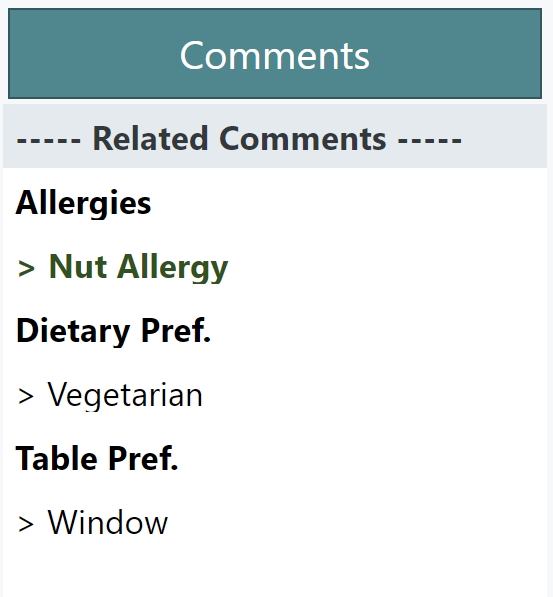 Comments
----- Related Comments -----
Allergies
> Nut Allergy
Dietary Pref.
> Vegetarian
Table Pref.
> Window